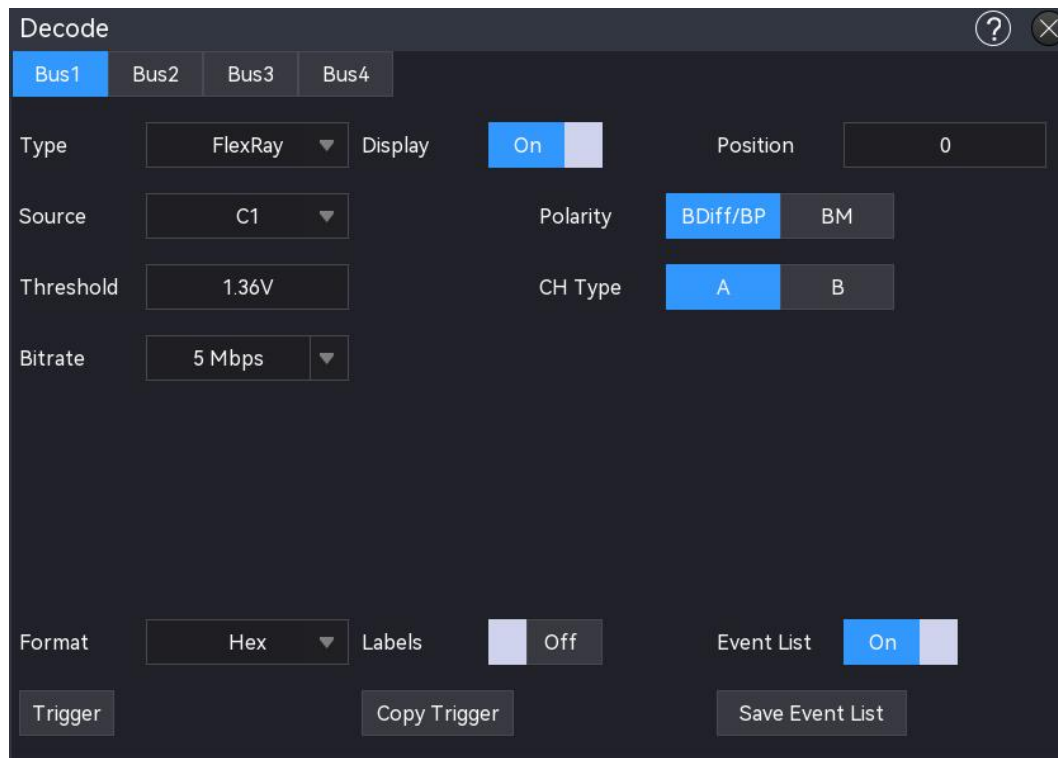 Decode ?
Bus1 Bus2 Bus3 Bus4
Type FlexRay Display On Position 0
Source C1 Polarity BDiff/BP BM
Threshold 1.36V CH Type A B
Bitrate 5 Mbps
Format Hex Labels Off Event List On
Trigger Copy Trigger Save Event List